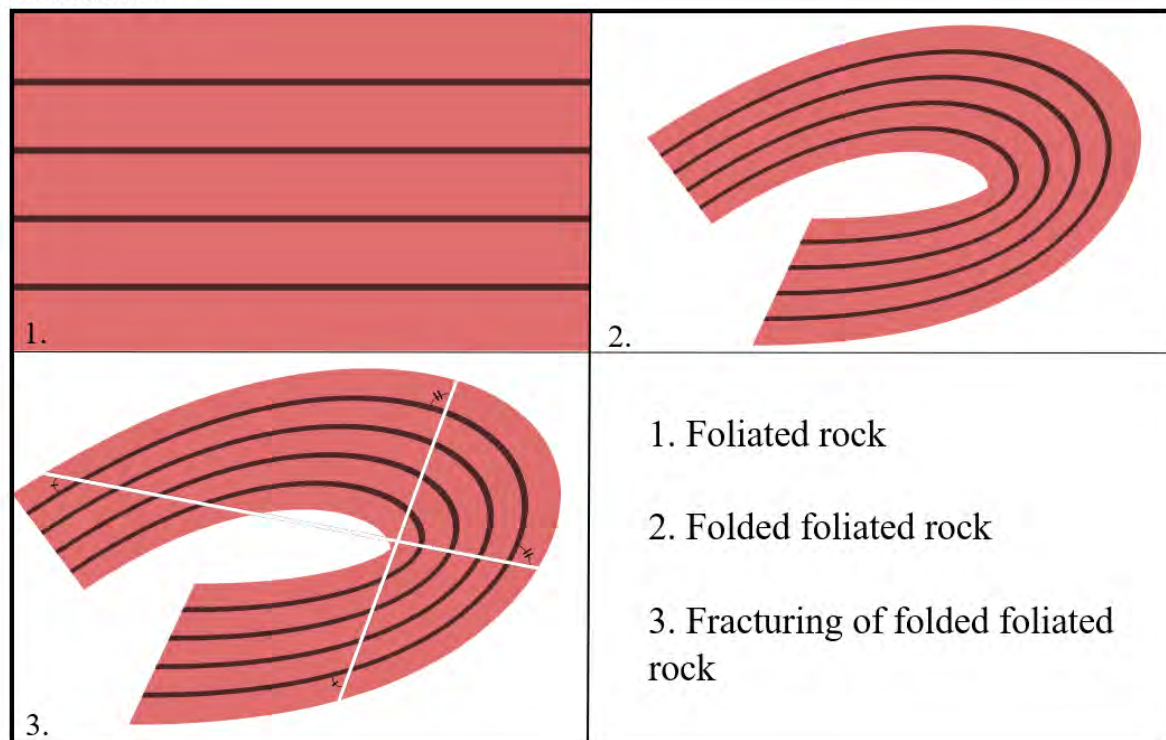 1.
2.
3.
1. Foliated rock
2. Folded foliated rock
3. Fracturing of folded foliated
rock